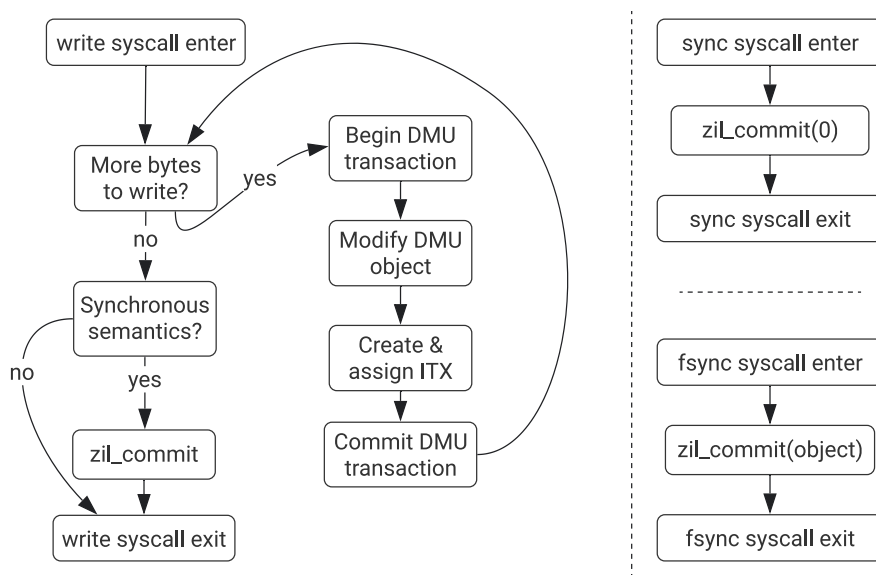 write syscall enter
More bytes
to write?
yes
no
Begin DMU
transaction
Modify DMU
object
Create &
assign ITX
Commit DMU
transaction
Synchronous
semantics?
no
yes
zil_commit
write syscall exit
sync syscall enter
zil_commit(0)
sync syscall exit
fsync syscall enter
zil_commit(object)
fsync syscall exit